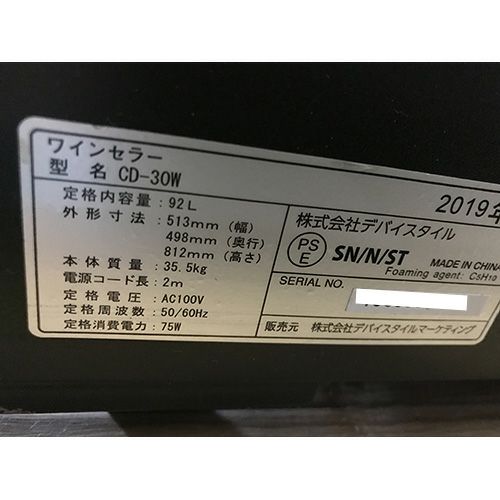 ワインセラー
型 名 CD-30W
定格内容量:92L
外形寸法:513mm(幅)
498mm(奥行)
812mm(高さ)
本体質量:35.5kg
電源コード長:2m
定格電圧:AC100V
定格周波数:50/60Hz
定格消費電力:75W
2019年
株式会社デバイスタイル
PSE SN/N/ST
MADE IN CHINA
Foaming agent: C5H10
SERIAL NO.
販売元 株式会社デバイスタイルマーケティング